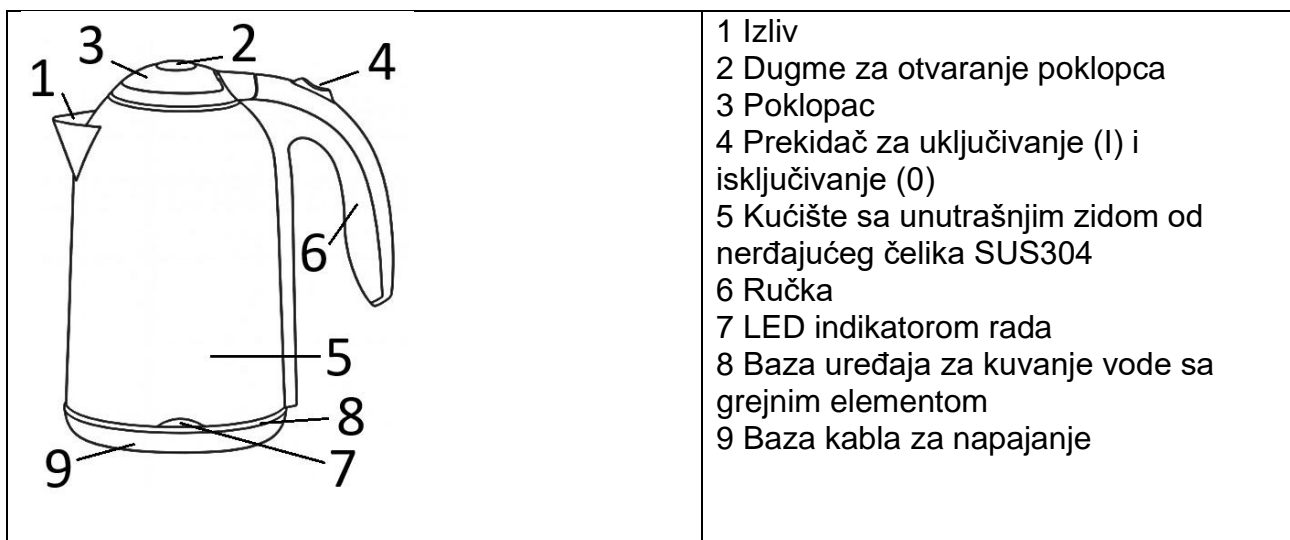 3
2
4
1
6
5
8
9
7
1 Izliv
2 Dugme za otvaranje poklopca
3 Poklopac
4 Prekidač za uključivanje (I) i
isključivanje (0)
5 Kućište sa unutrašnjim zidom od
nerđajućeg čelika SUS304
6 Ručka
7 LED indikatorom rada
8 Baza uređaja za kuvanje vode sa
grejnim elementom
9 Baza kabla za napajanje